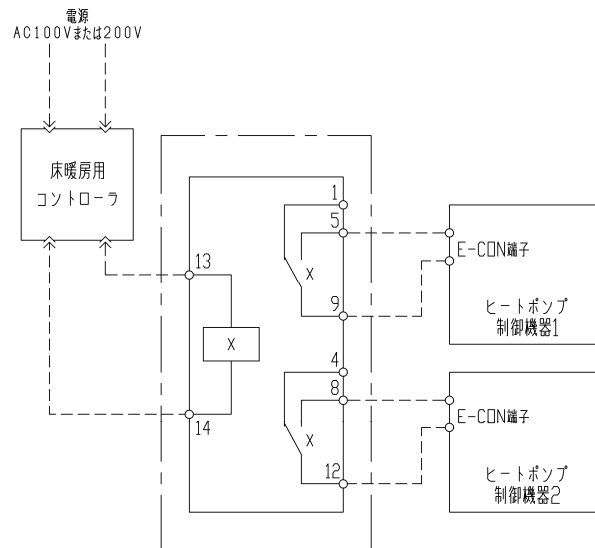 電源
AC100Vまたは200V
床暖房用
コントローラ
13
14
X
1
5
X
9
4
8
X
12
E-CON端子
ヒートポンプ
制御機器1
E-CON端子
ヒートポンプ
制御機器2